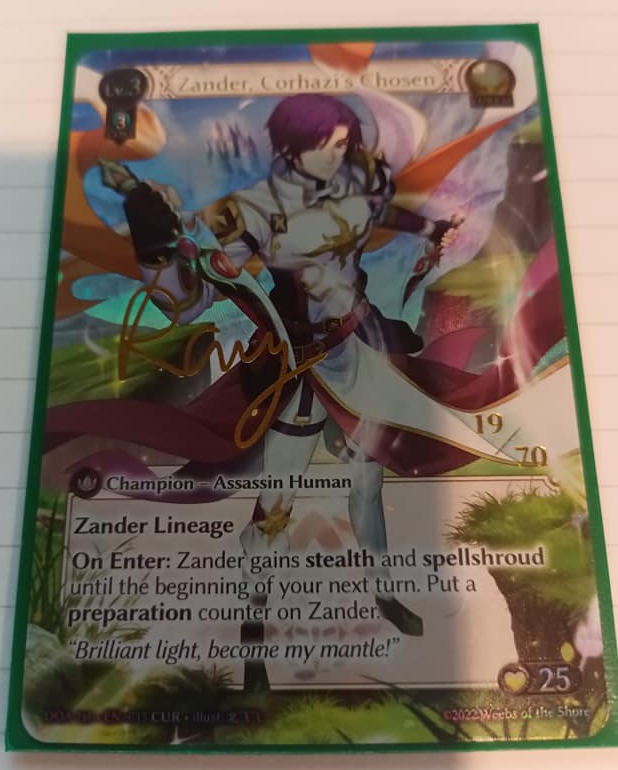 Lv.3
Zander, Corhazi's Chosen
3
19
70
Champion – Assassin Human
Zander Lineage
On Enter: Zander gains stealth and spellshroud
until the beginning of your next turn. Put a
preparation counter on Zander.
"Brilliant light, become my mantle!"
25
CUR • illust.
©2022 Weebs of the Shore